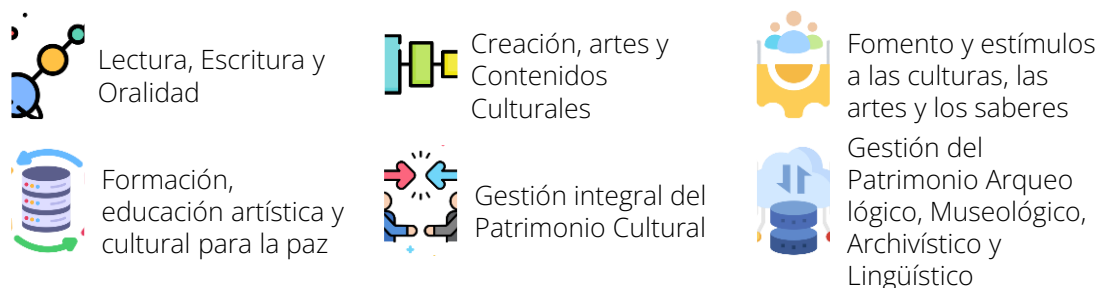 Lectura, Escritura y
Oralidad
Creación, artes y
Contenidos
Culturales
Fomento y estímulos
a las culturas, las
artes y los saberes
Formación,
educación artística y
cultural para la paz
Gestión integral del
Patrimonio Cultural
Gestión del
Patrimonio Arqueo
lógico, Museológico,
Archivístico y
Lingüístico